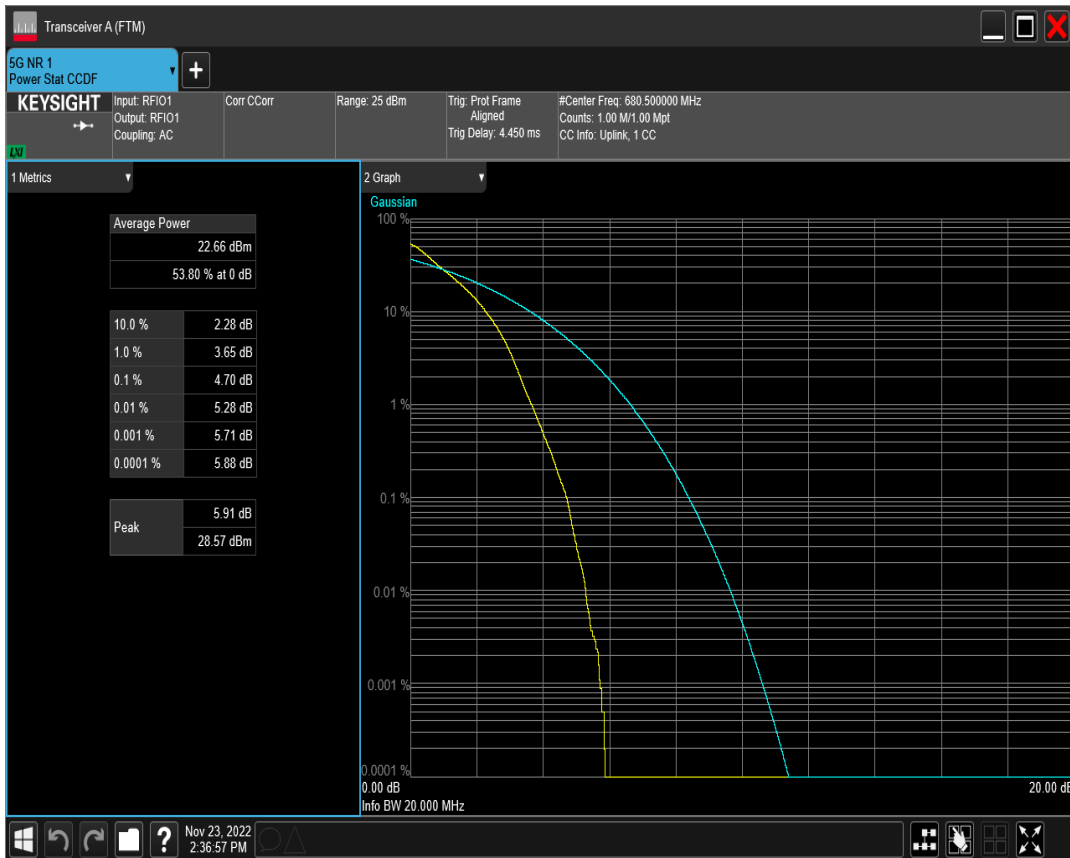 Transceiver A (FTM)
5G NR 1
Power Stat CCDF
+
KEYSIGHT
LXI
Input: RFIO1
Output: RFIO1
Coupling: AC
Corr CCorr
Range: 25 dBm
Trig: Prot Frame
Aligned
Trig Delay: 4.450 ms
#Center Freq: 680.500000 MHz
Counts: 1.00 M/1.00 Mpt
CC Info: Uplink, 1 CC
1 Metrics
Average Power
22.66 dBm
53.80 % at 0 dB
10.0 % 2.28 dB
1.0 % 3.65 dB
0.1 % 4.70 dB
0.01 % 5.28 dB
0.001 % 5.71 dB
0.0001 % 5.88 dB
Peak
5.91 dB
28.57 dBm
2 Graph
Gaussian
100 %
10 %
1 %
0.1 %
0.01 %
0.001 %
0.0001 %
0.00 dB
20.00 dB
Info BW 20.000 MHz
?
Nov 23, 2022
2:36:57 PM